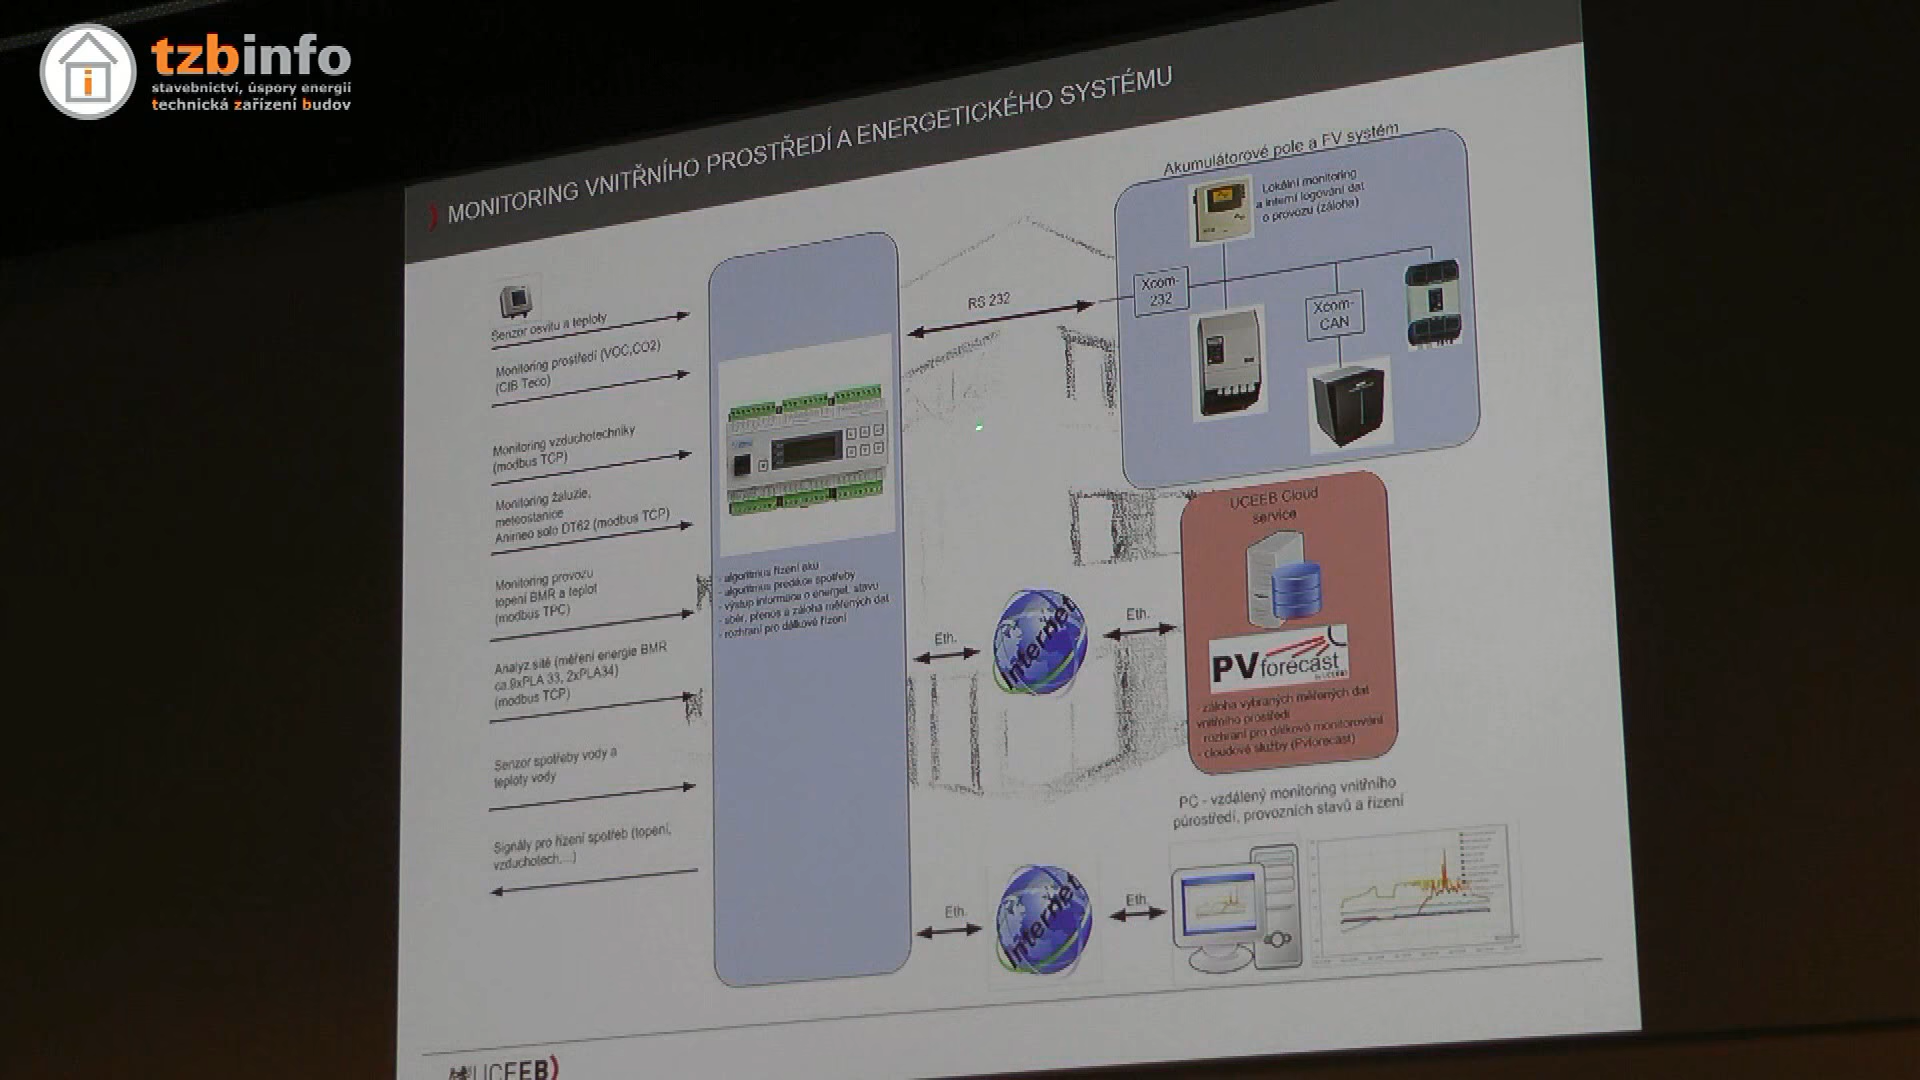 tzbinfo
stavebnictví, úspory energií
technická zařízení budov
MONITORING VNITŘNÍHO PROSTŘEDÍ A ENERGETICKÉHO SYSTÉMU
Senzor osvitu a teploty
Monitoring prostředí (VOC,CO2)
(CIB Teco)
Monitoring vzduchotechniky
(modbus TCP)
Monitoring žaluzie,
meteostanice
Animeo solo DT62 (modbus TCP)
Monitoring provozu
topení BMR a teplot
(modbus TPC)
Analyz sítě (měření energie BMR
ca.9xPLA 33, 2xPLA34)
(modbus TCP)
Senzor spotřeby vody a
teploty vody
Signály pro řízení spotřeb (topení,
vzduchotech,...)
- algoritmus řízení aku
- algoritmus predikce spotřeby
- výstup informace o energet. stavu
- sběr, přenos a záloha měřených dat
- rozhraní pro dálkové řízení
RS 232
Akumulátorové pole a FV systém
Lokální monitoring
a interní logování dat
o provozu (záloha)
Xcom-
232
Xcom-
CAN
UCEEB Cloud
service
PVforecast
by UCEEB
- záloha vybraných měřených dat
vnitřního prostředí
- rozhraní pro dálkové monitorování
- cloudové služby (Pvforecast)
Eth.
Internet
Eth.
PC - vzdálený monitoring vnitřního
půrostředí, provozních stavů a řízení
Eth.
Internet
Eth.
UCEEB